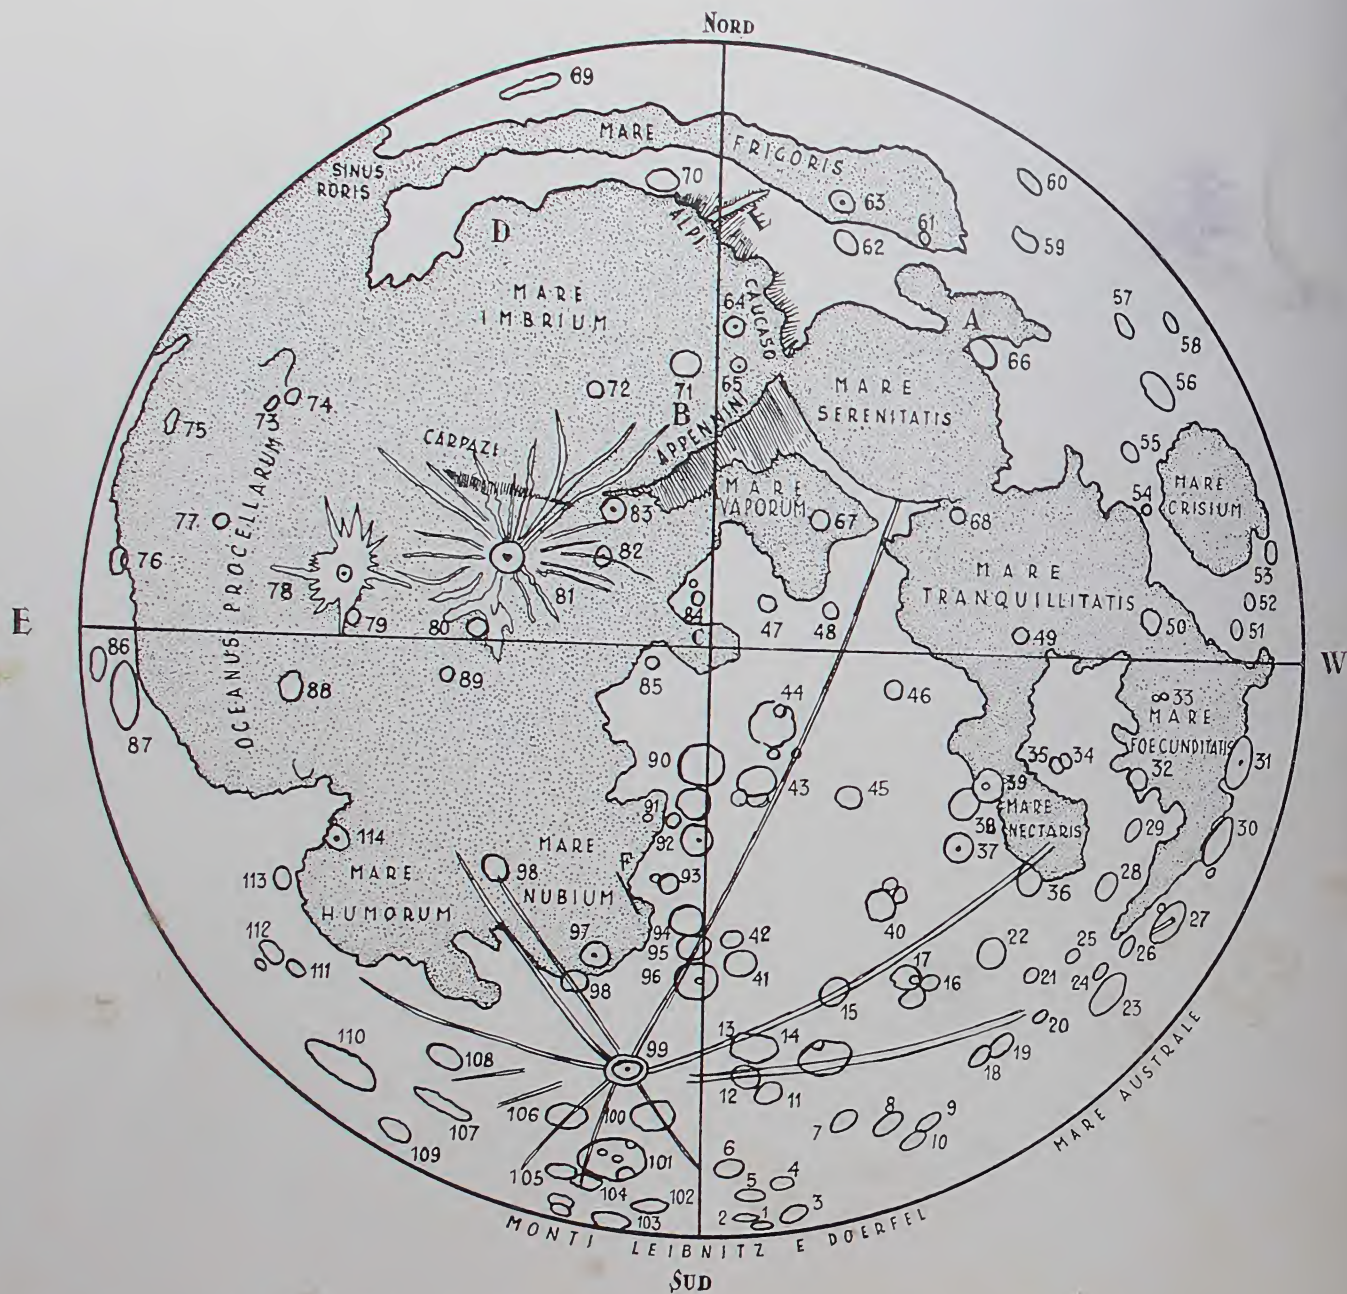 NORD
69
MARE
FRIGORIS
SINUS
RORIS
70
63
61
60
ALPI
E
62
59
D
MARE
IMBRIUM
64
CAUCASO
A
57
58
66
71
65
72
56
MARE
SERENITATIS
73
74
75
B
APPENNINI
CARPAZI
55
MARE
CRISIUM
54
MARE
VAPORUM
67
68
83
77
OCEANUS PROCELLARUM
76
82
53
78
81
MARE
TRANQUILLITATIS
84
47
48
52
79
80
C
49
50
51
E
W
86
85
88
89
44
46
33
MARE
FOECUNDITATIS
87
90
35
34
32
31
43
45
39
91
38
MARE
NECTARIS
29
30
114
92
37
MARE
NUBIUM
F
98
93
113
MARE
HUMORUM
36
28
40
27
94
42
112
97
95
22
25
26
111
98
96
41
17
16
21
24
23
15
20
13
14
99
110
108
19
18
12
11
106
100
7
8
9
10
107
109
6
105
101
4
104
5
102
3
103
2
1
MARE AUSTRALE
MONTI LEIBNITZ E DOERFEL
SUD